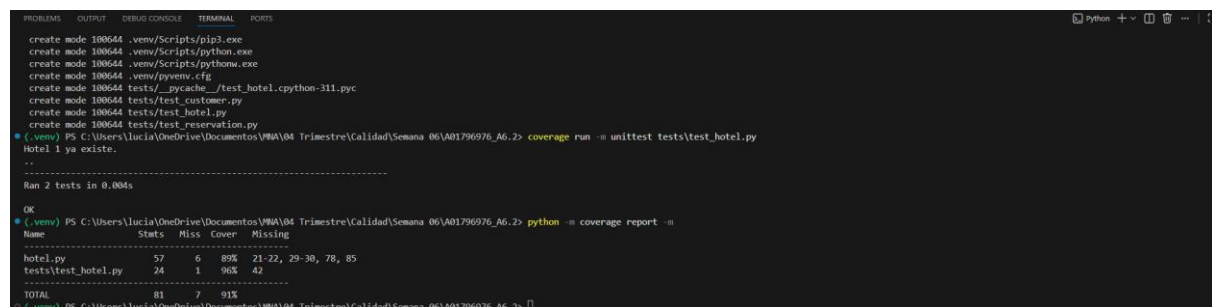 PROBLEMS OUTPUT DEBUG CONSOLE TERMINAL PORTS Python
create mode 100644 .venv/Scripts/pip3.exe
create mode 100644 .venv/Scripts/python.exe
create mode 100644 .venv/Scripts/pythonw.exe
create mode 100644 .venv/pyvenv.cfg
create mode 100644 tests/__pycache__/test_hotel.cpython-311.pyc
create mode 100644 tests/test_customer.py
create mode 100644 tests/test_hotel.py
create mode 100644 tests/test_reservation.py
(.venv) PS C:\Users\lucia\OneDrive\Documentos\MNA\04 Trimestre\Calidad\Semana 06\A01796976_A6.2> coverage run -m unittest tests\test_hotel.py
Hotel 1 ya existe.
..
----------------------------------------------------------------------
Ran 2 tests in 0.004s
OK
(.venv) PS C:\Users\lucia\OneDrive\Documentos\MNA\04 Trimestre\Calidad\Semana 06\A01796976_A6.2> python -m coverage report -m
Name Stmts Miss Cover Missing
---------------------------------------------------
hotel.py 57 6 89% 21-22, 29-30, 78, 85
tests\test_hotel.py 24 1 96% 42
---------------------------------------------------
TOTAL 81 7 91%
(.venv) PS C:\Users\lucia\OneDrive\Documentos\MNA\04 Trimestre\Calidad\Semana 06\A01796976_A6.2>